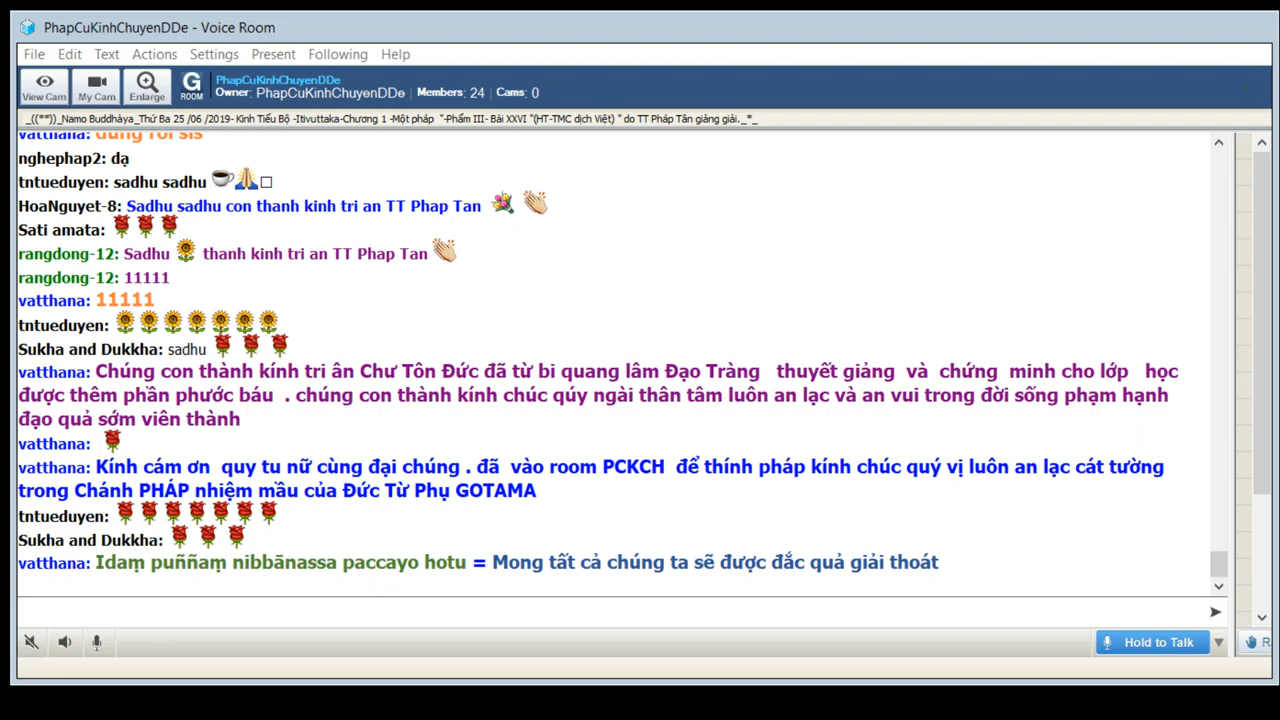 PhapCuKinhChuyenDDe - Voice Room
File Edit Text Actions Settings Present Following Help
View Cam My Cam Enlarge G ROOM
PhapCuKinhChuyenDDe
Owner: PhapCuKinhChuyenDDe Members: 24 Cams: 0
_((**))_Namo Buddhàya_Thứ Ba 25 /06 /2019- Kinh Tiểu Bộ -Itivuttaka-Chương 1 -Một pháp "-Phẩm III- Bài XXVI "(HT-TMC dịch Việt) " do TT Pháp Tân giảng giải._*_
vatthana: đúng rồi sis
nghephap2: dạ
tntueduyen: sadhu sadhu ☕🙏□
HoaNguyet-8: Sadhu sadhu con thanh kinh tri an TT Phap Tan 💐 👏
Sati amata: 🌹🌹🌹
rangdong-12: Sadhu 🌻 thanh kinh tri an TT Phap Tan 👏
rangdong-12: 11111
vatthana: 11111
tntueduyen: 🌻🌻🌻🌻🌻🌻🌻
Sukha and Dukkha: sadhu 🌹 🌹 🌹
vatthana: Chúng con thành kính tri ân Chư Tôn Đức đã từ bi quang lâm Đạo Tràng thuyết giảng và chứng minh cho lớp học
được thêm phần phước báu . chúng con thành kính chúc qúy ngài thân tâm luôn an lạc và an vui trong đời sống phạm hạnh
đạo quả sớm viên thành
vatthana: 🌹
vatthana: Kính cám ơn quy tu nữ cùng đại chúng . đã vào room PCKCH để thính pháp kính chúc quý vị luôn an lạc cát tường
trong Chánh PHÁP nhiệm mầu của Đức Từ Phụ GOTAMA
tntueduyen: 🌹🌹🌹🌹🌹🌹🌹
Sukha and Dukkha: 🌹 🌹 🌹
vatthana: Idaṃ puññaṃ nibbānassa paccayo hotu = Mong tất cả chúng ta sẽ được đắc quả giải thoát
Hold to Talk